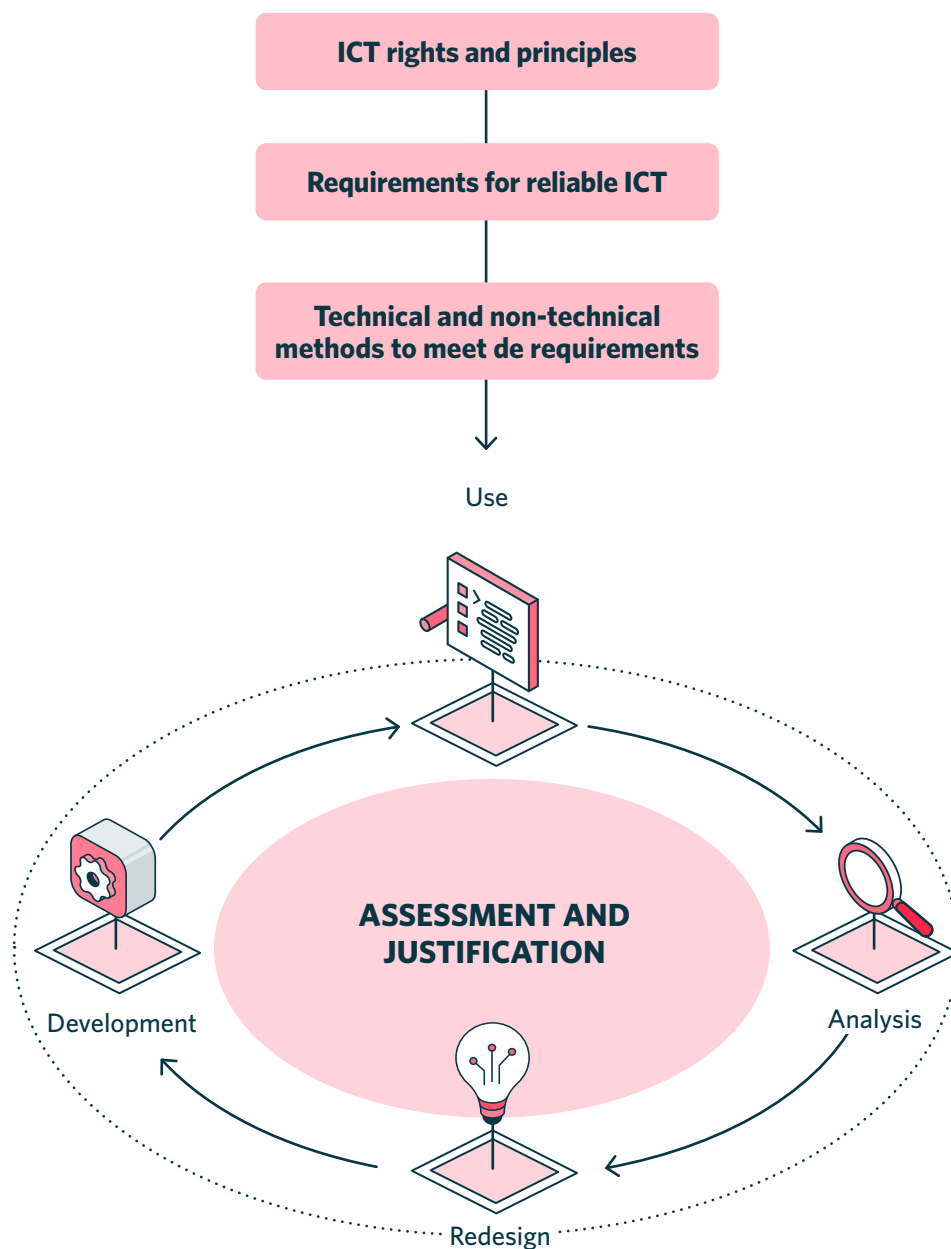 ICT rights and principles
Requirements for reliable ICT
Technical and non-technical
methods to meet de requirements
Use
ASSESSMENT AND
JUSTIFICATION
Development
Analysis
Redesign